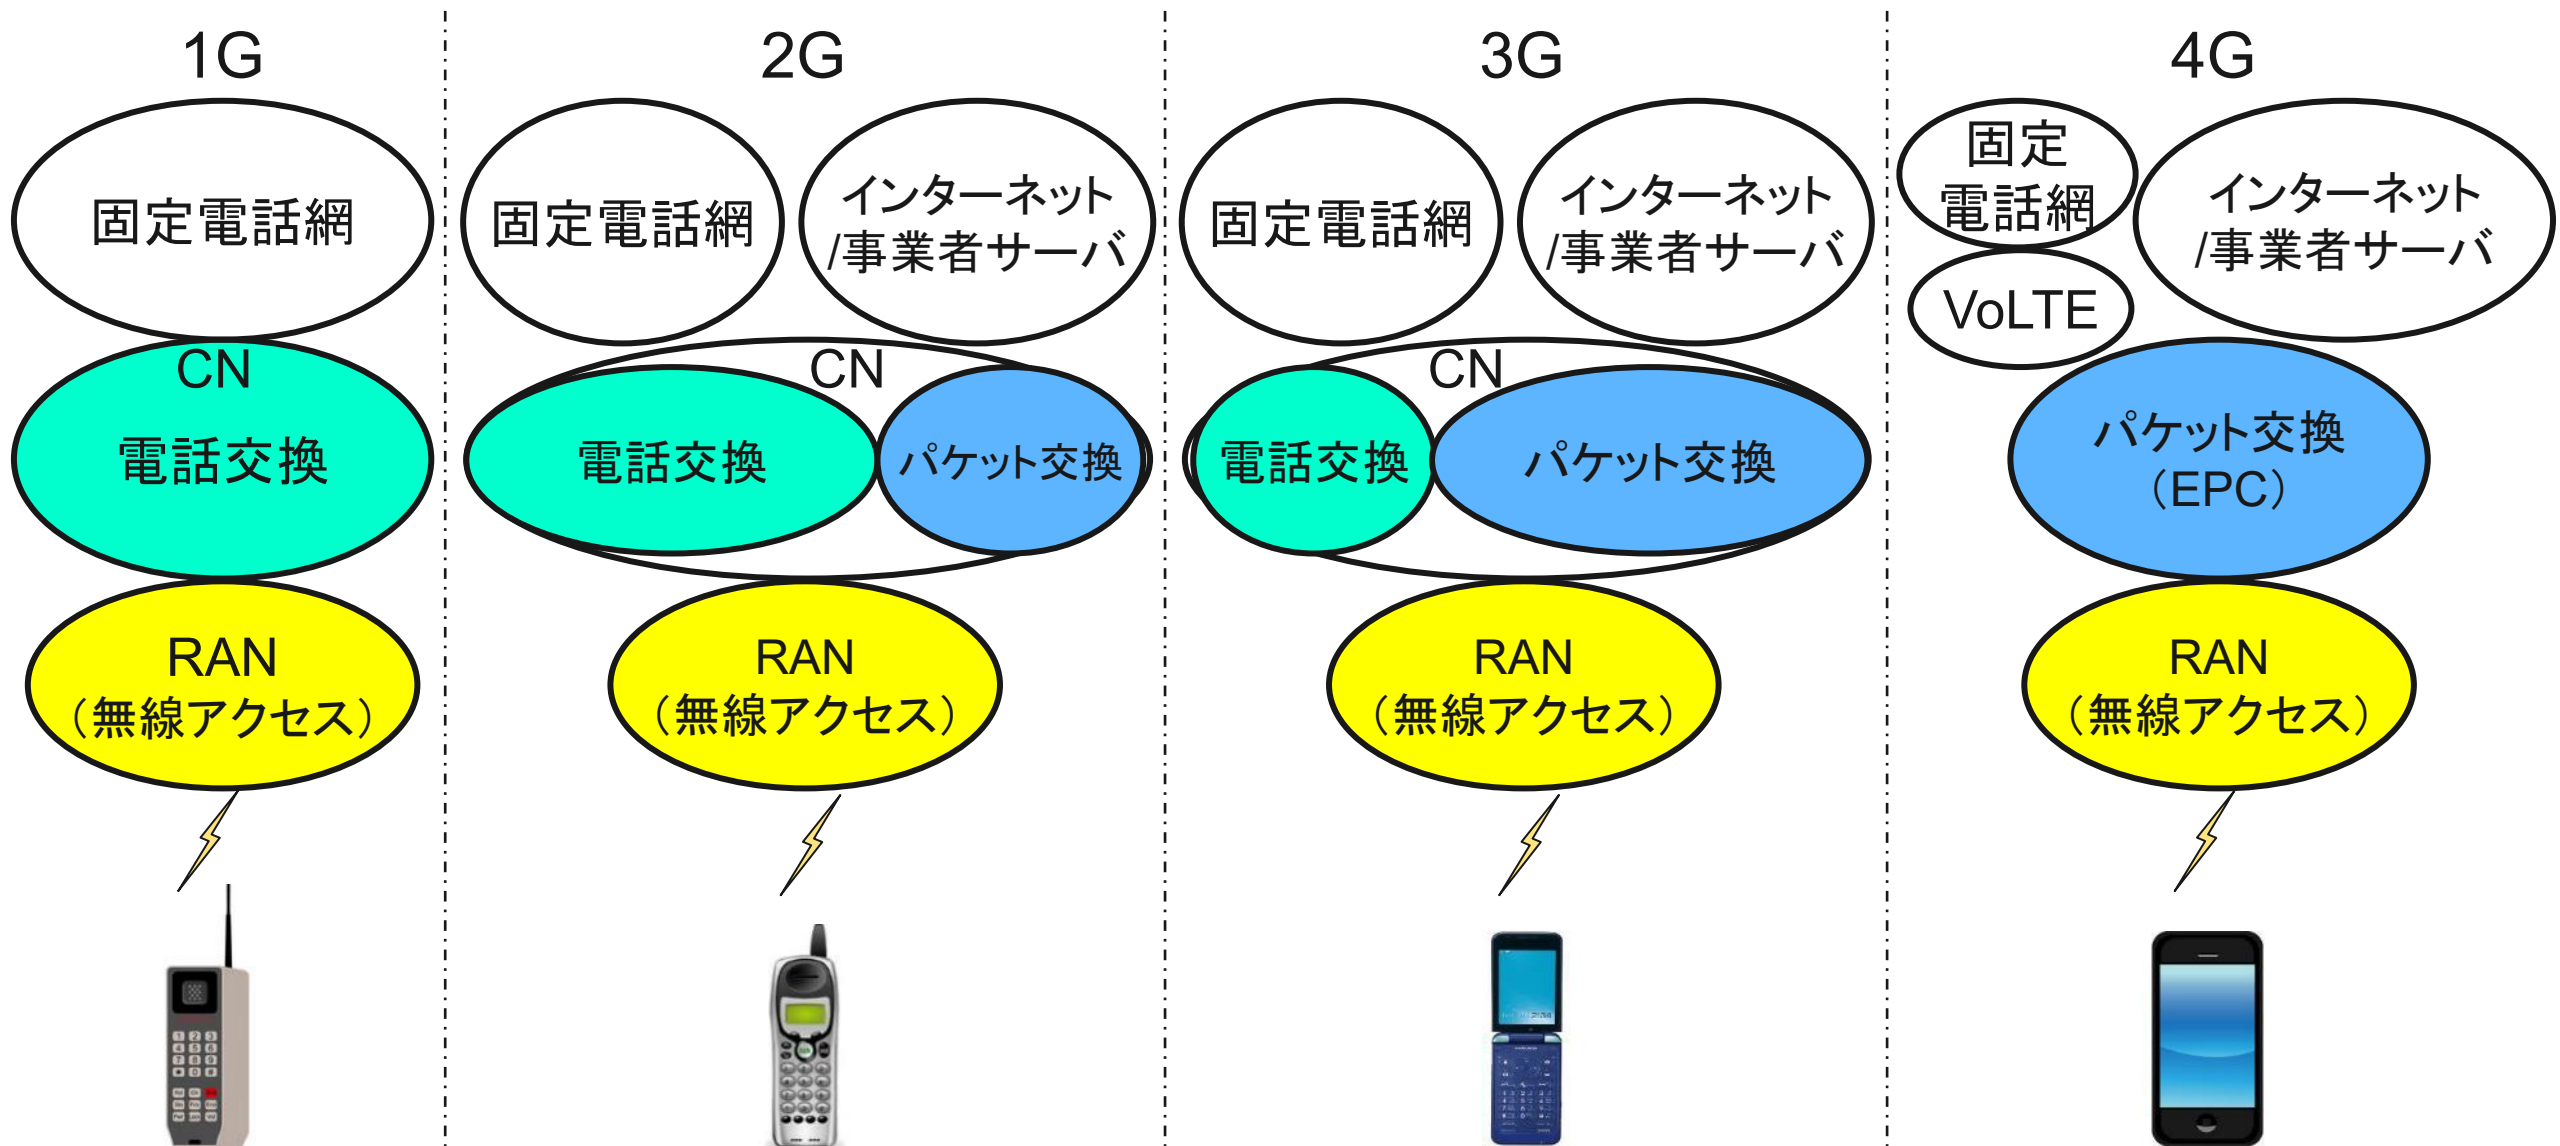 1G
固定電話網
CN
電話交換
RAN
（無線アクセス）
2G
固定電話網
インターネット
/事業者サーバ
CN
電話交換
パケット交換
RAN
（無線アクセス）
3G
固定電話網
インターネット
/事業者サーバ
CN
電話交換
パケット交換
RAN
（無線アクセス）
4G
固定
電話網
インターネット
/事業者サーバ
VoLTE
パケット交換
（EPC）
RAN
（無線アクセス）